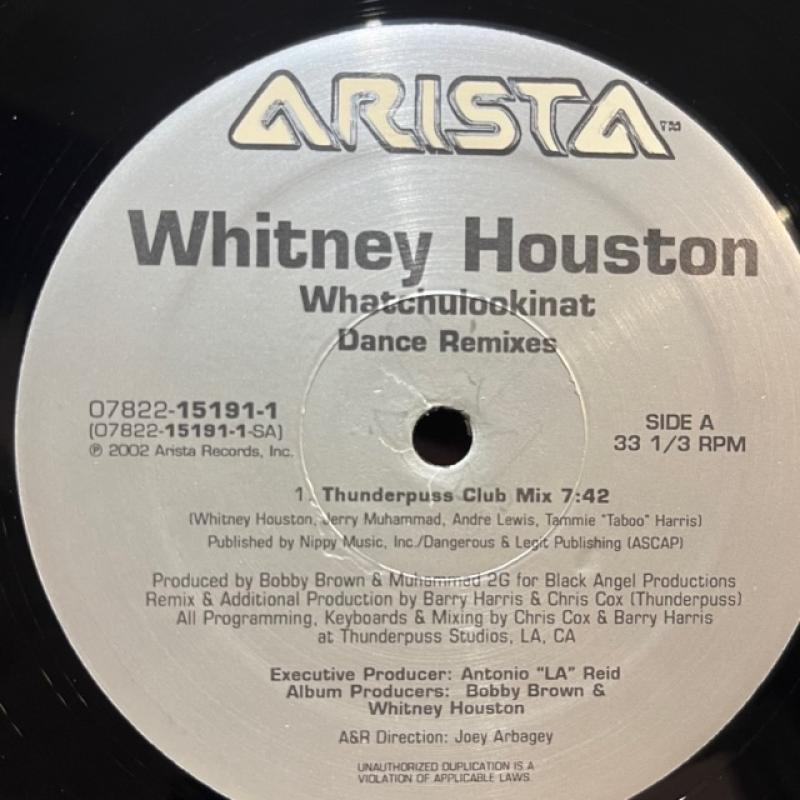 ARISTA™
Whitney Houston
Whatchulookinat
Dance Remixes
07822-15191-1
(07822-15191-1-SA)
℗ 2002 Arista Records, Inc.
SIDE A
33 1/3 RPM
1. Thunderpuss Club Mix 7:42
(Whitney Houston, Jerry Muhammad, Andre Lewis, Tammie "Taboo" Harris)
Published by Nippy Music, Inc./Dangerous & Legit Publishing (ASCAP)
Produced by Bobby Brown & Muhammad 2G for Black Angel Productions
Remix & Additional Production by Barry Harris & Chris Cox (Thunderpuss)
All Programming, Keyboards & Mixing by Chris Cox & Barry Harris
at Thunderpuss Studios, LA, CA
Executive Producer: Antonio "LA" Reid
Album Producers: Bobby Brown &
Whitney Houston
A&R Direction: Joey Arbagey
UNAUTHORIZED DUPLICATION IS A
VIOLATION OF APPLICABLE LAWS.